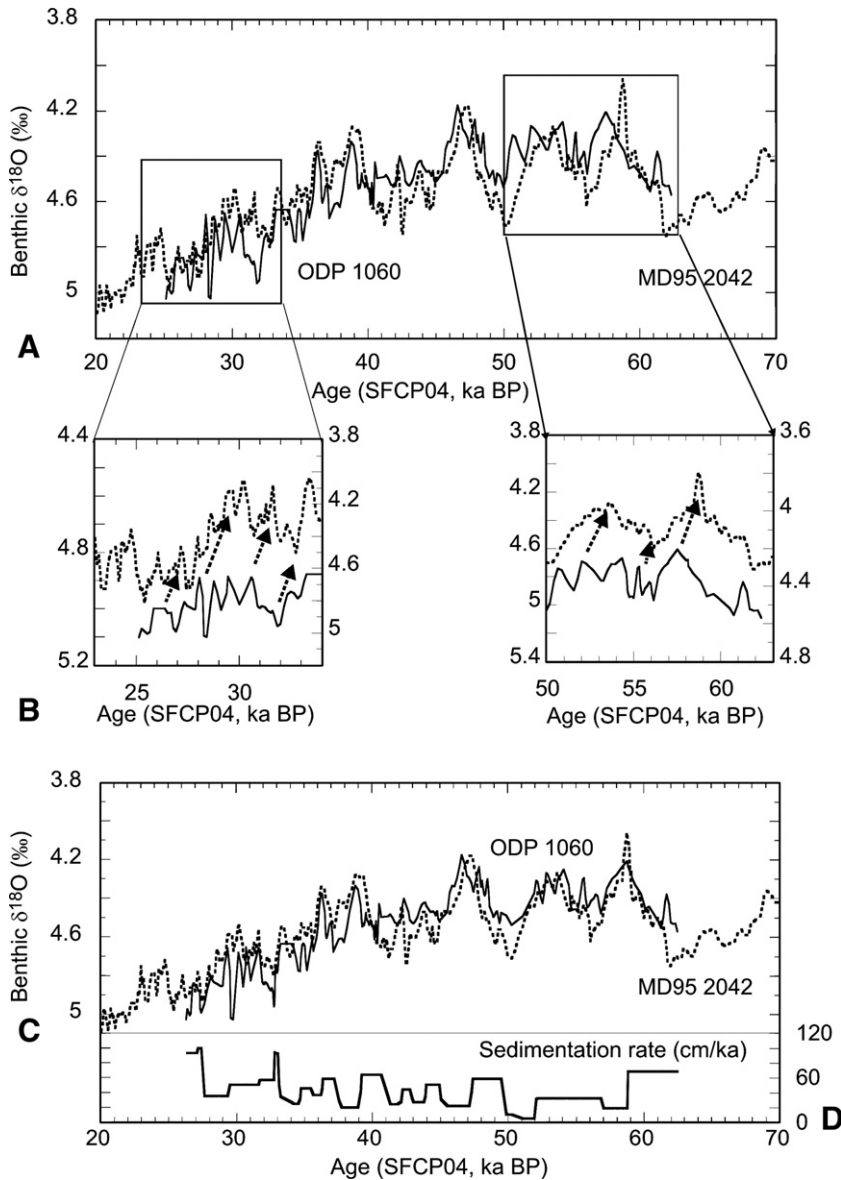 3.8
4.2
4.6
5
Benthic δ18O (‰)
ODP 1060
MD95 2042
A
20 30 40 50 60 70
Age (SFCP04, ka BP)
4.4 3.8
4.2
4.8
4.6
5
5.2
25 30
Age (SFCP04, ka BP)
B
3.8 3.6
4.2
4
4.6
4.4
5
5.4 4.8
50 55 60
Age (SFCP04, ka BP)
3.8
4.2
4.6
5
Benthic δ18O (‰)
ODP 1060
MD95 2042
C
Sedimentation rate (cm/ka)
120
60
0
D
20 30 40 50 60 70
Age (SFCP04, ka BP)